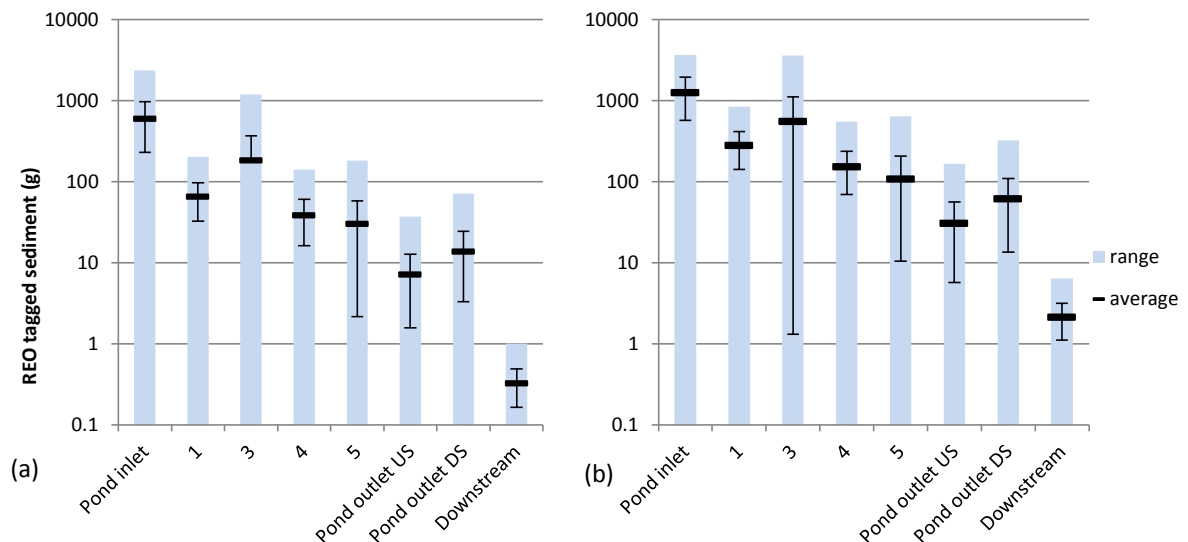 10000
1000
100
10
1
0.1
REO tagged sediment (g)
Pond inlet
1
3
4
5
Pond outlet US
Pond outlet DS
Downstream
(a)
10000
1000
100
10
1
0.1
Pond inlet
1
3
4
5
Pond outlet US
Pond outlet DS
Downstream
(b)
range
average